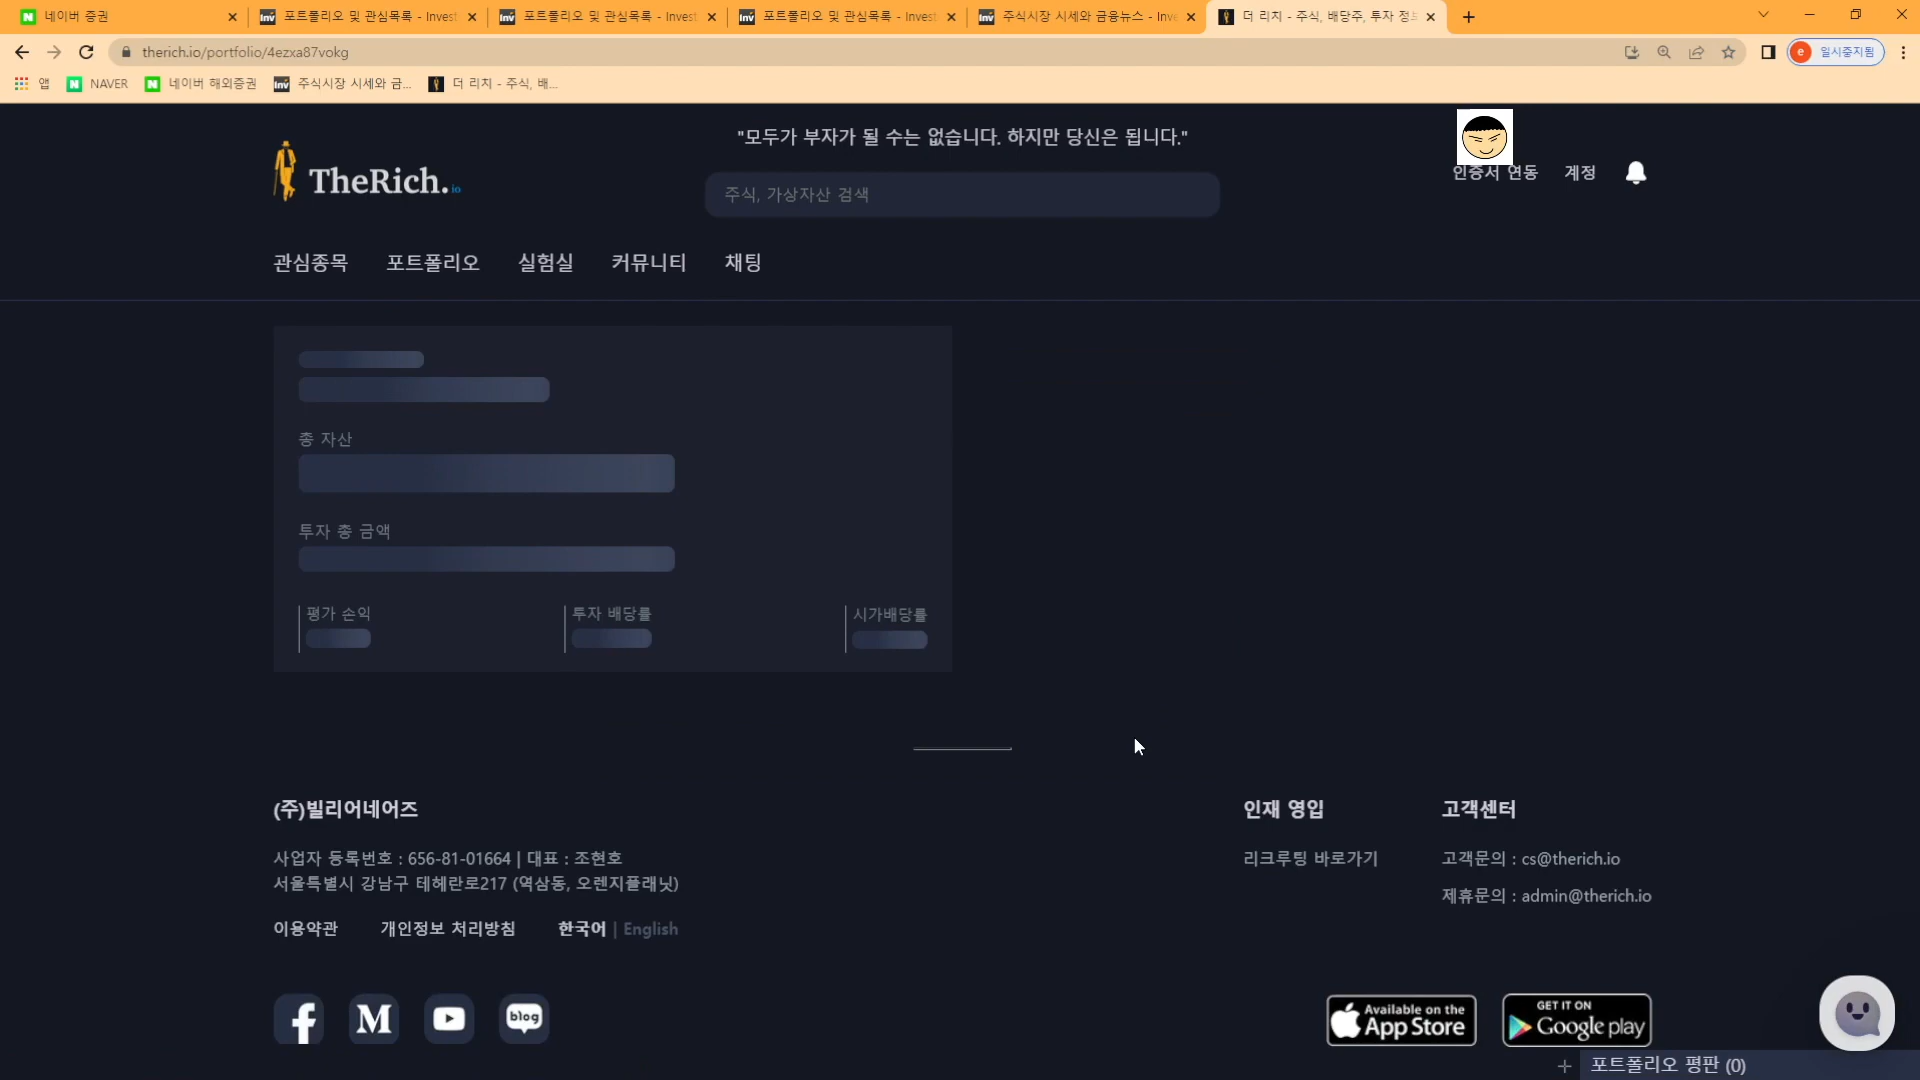 네이버 증권
포트폴리오 및 관심목록 - Invest
포트폴리오 및 관심목록 - Invest
포트폴리오 및 관심목록 - Invest
주식시장 시세와 금융뉴스 - Inve
더 리치 - 주식, 배당주, 투자 정보
therich.io/portfolio/4ezxa87vokg
e 일시중지됨
앱
NAVER
네이버 해외증권
주식시장 시세와 금...
더 리치 - 주식, 배...
"모두가 부자가 될 수는 없습니다. 하지만 당신은 됩니다."
TheRich.io
주식, 가상자산 검색
인증서 연동
계정
관심종목
포트폴리오
실험실
커뮤니티
채팅
총 자산
투자 총 금액
평가 손익
투자 배당률
시가배당률
(주)빌리어네어즈
사업자 등록번호 : 656-81-01664 | 대표 : 조현호
서울특별시 강남구 테헤란로217 (역삼동, 오렌지플래닛)
이용약관
개인정보 처리방침
한국어 | English
인재 영입
리크루팅 바로가기
고객센터
고객문의 : cs@therich.io
제휴문의 : admin@therich.io
blog
Available on the
App Store
GET IT ON
Google play
포트폴리오 평판 (0)